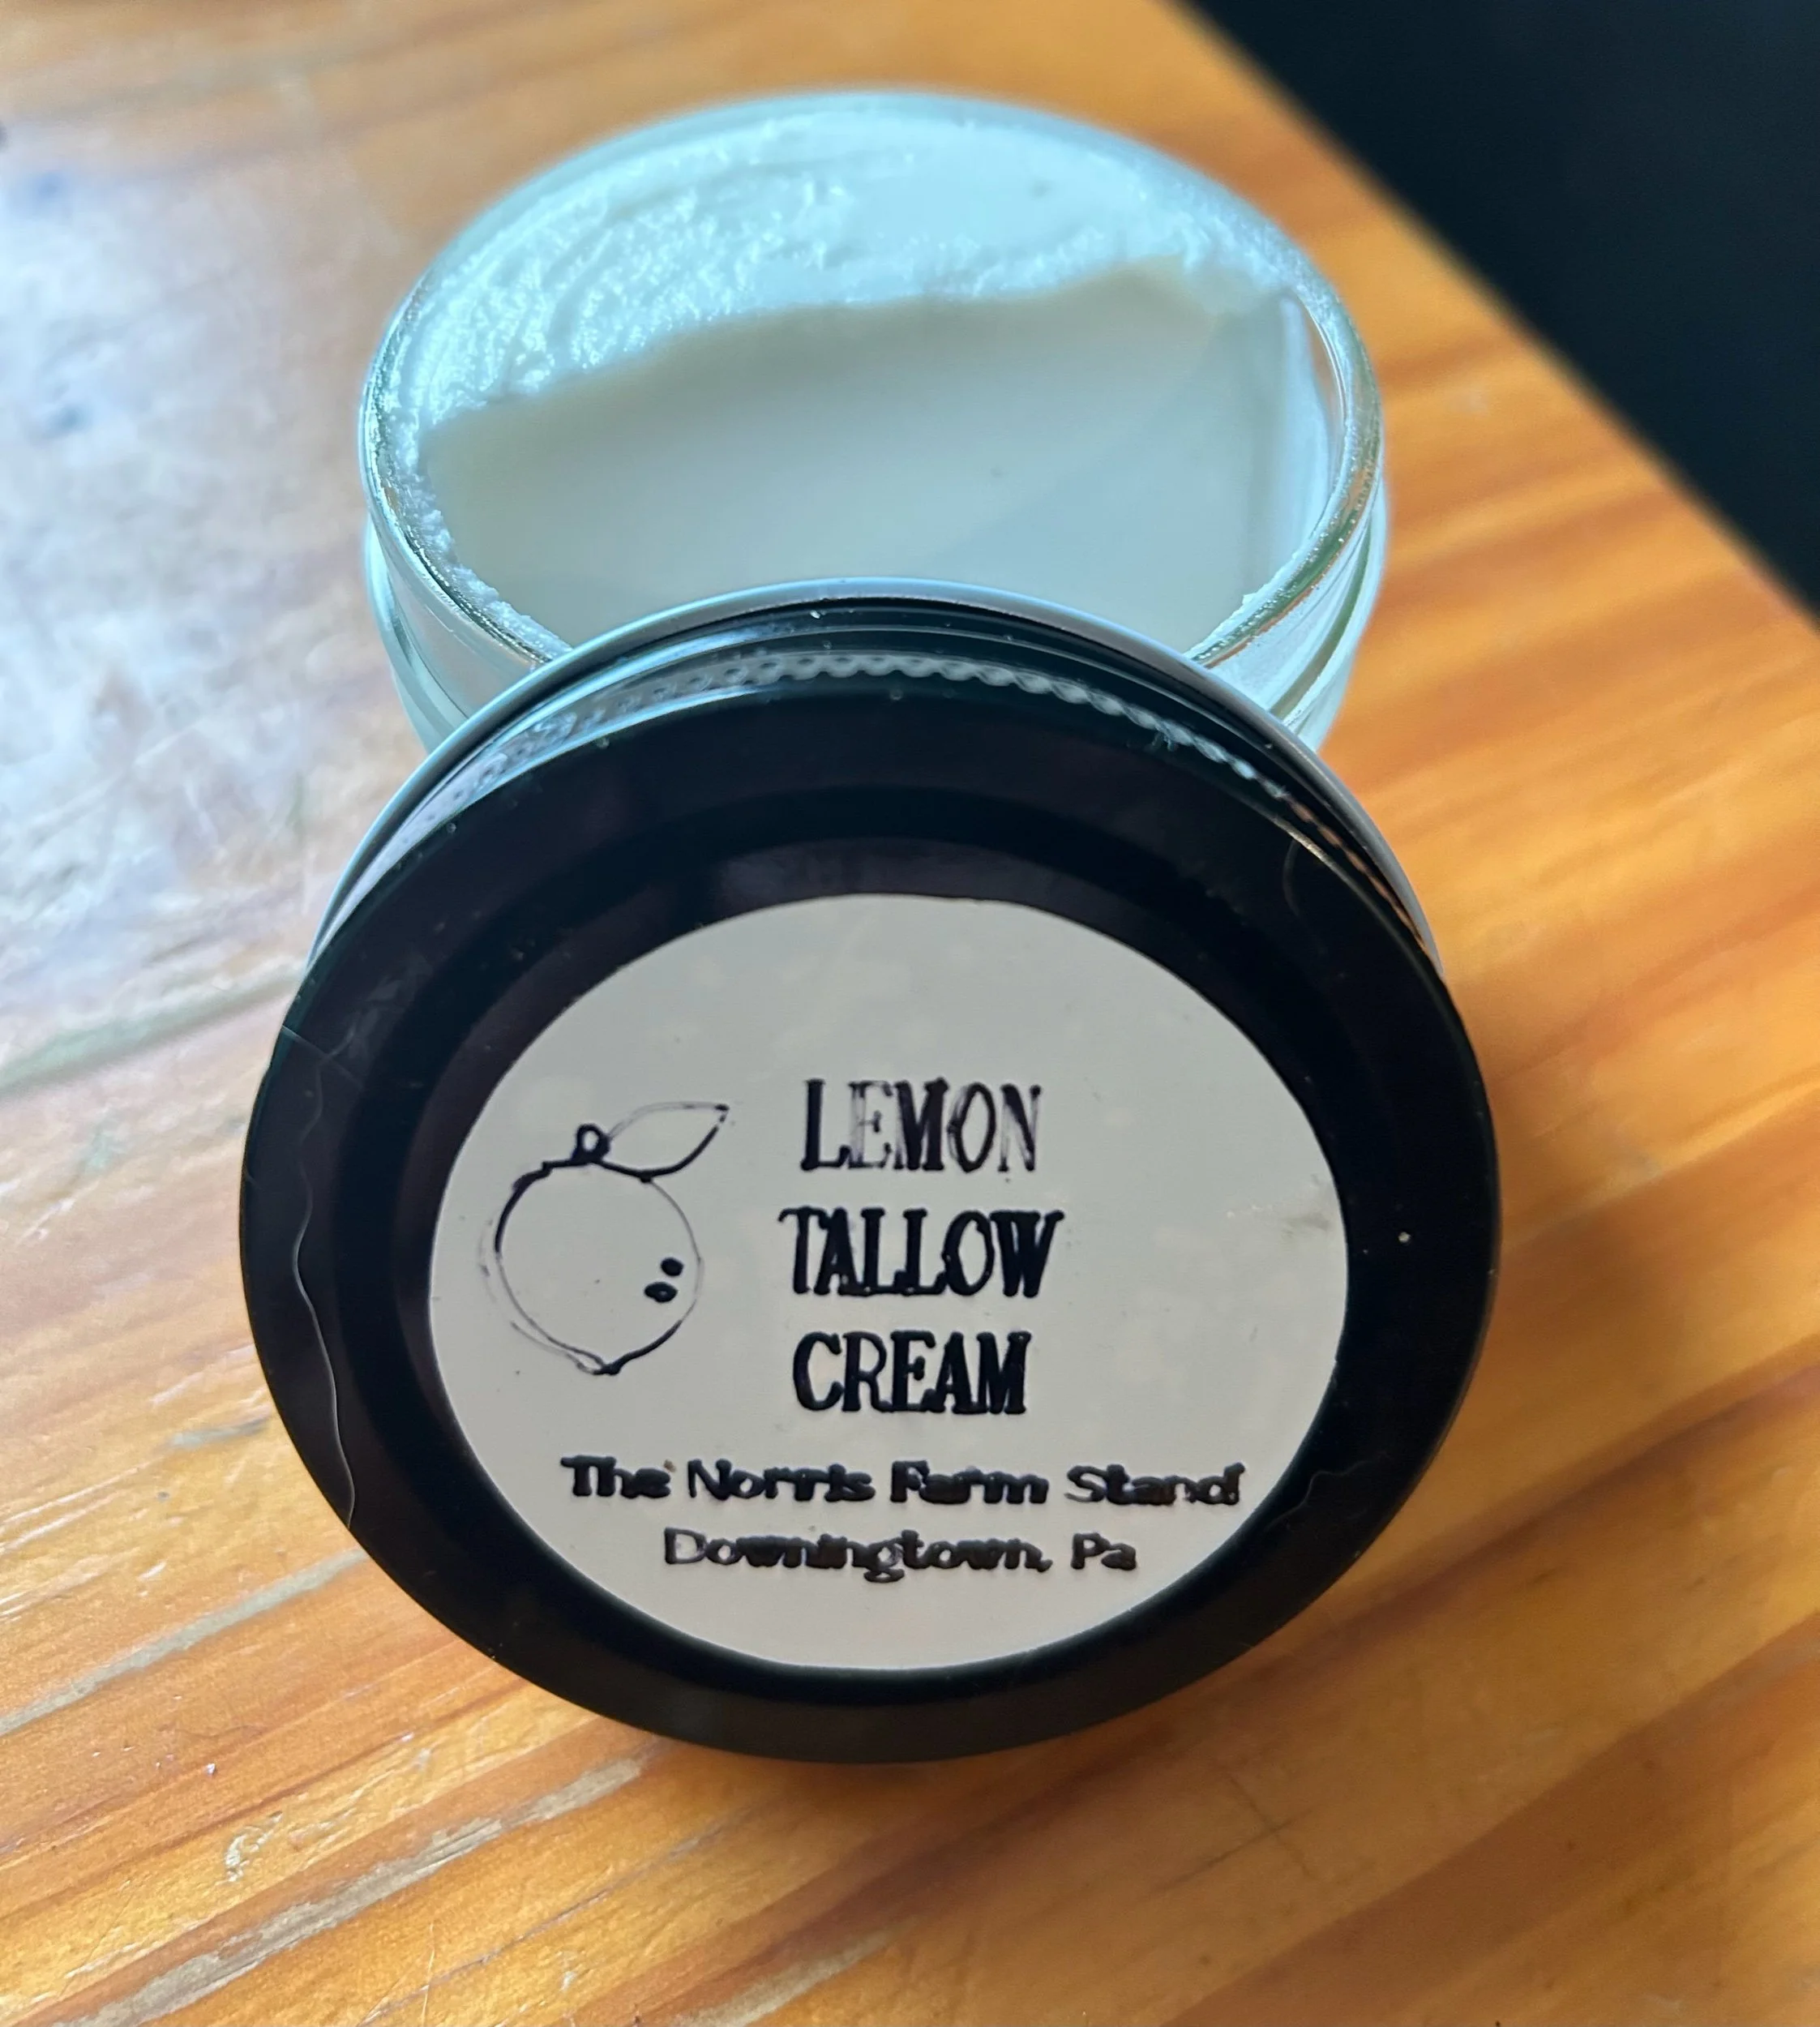 LEMON
TALLOW
CREAM
The Norris Farm Stand
Downingtown, Pa